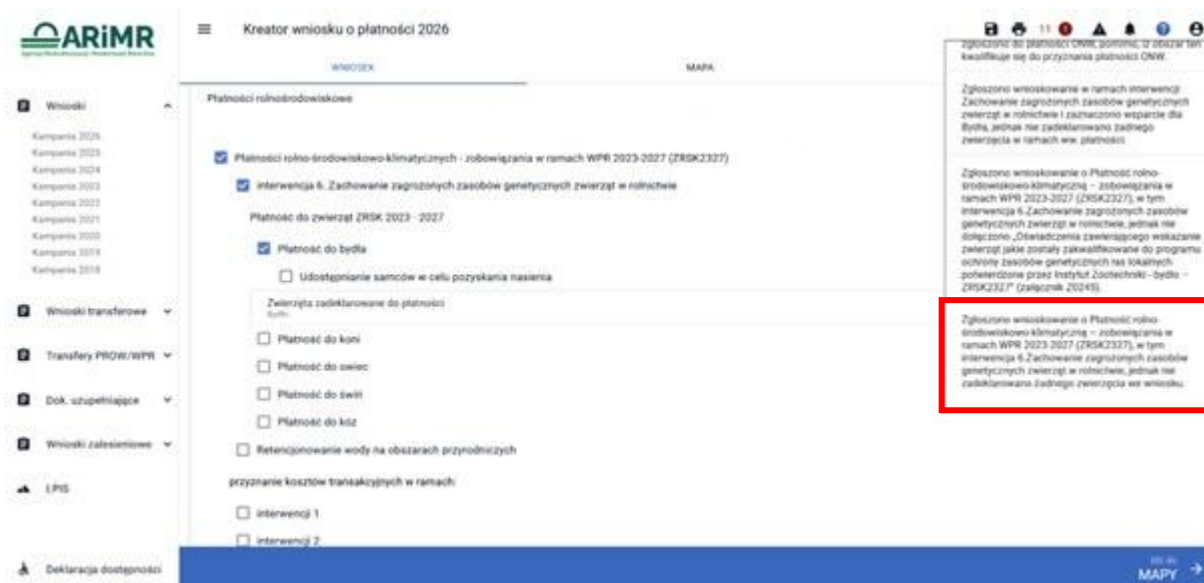 ARiMR
Kreator wniosku o płatności 2026
WNIOSEK
MAPA
Wnioski
Kampania 2026
Kampania 2025
Kampania 2024
Kampania 2023
Kampania 2022
Kampania 2021
Kampania 2020
Kampania 2019
Kampania 2018
Wnioski transferowe
Transfery PROW/WPR
Dok. uzupełniające
Wnioski zalesieniowe
LPIS
Deklaracja dostępności
Płatności rolnośrodowiskowe
Płatności rolno-środowiskowo-klimatycznych - zobowiązania w ramach WPR 2023-2027 (ZRSK2327)
interwencja 6. Zachowanie zagrożonych zasobów genetycznych zwierząt w rolnictwie
Płatność do zwierząt ZRSK 2023 - 2027
Płatność do bydła
Udostępnianie samców w celu pozyskania nasienia
Zwierzęta zadeklarowane do płatności
Bydło
Płatność do koni
Płatność do owiec
Płatność do świń
Płatność do kóz
Retencjonowanie wody na obszarach przyrodniczych
przyznanie kosztów transakcyjnych w ramach:
interwencji 1
interwencji 2
zgłoszono do płatności ONW, pomimo, iż obszar ten
kwalifikuje się do przyznania płatności ONW.
Zgłoszono wnioskowanie w ramach interwencji
Zachowanie zagrożonych zasobów genetycznych
zwierząt w rolnictwie i zaznaczono wsparcie dla
Bydła, jednak nie zadeklarowano żadnego
zwierzęcia w ramach ww. płatności.
Zgłoszono wnioskowanie o Płatność rolno-
środowiskowo-klimatyczną – zobowiązania w
ramach WPR 2023-2027 (ZRSK2327), w tym
interwencja 6.Zachowanie zagrożonych zasobów
genetycznych zwierząt w rolnictwie, jednak nie
dołączono „Oświadczenia zawierającego wskazanie
zwierząt jakie zostały zakwalifikowane do programu
ochrony zasobów genetycznych ras lokalnych
potwierdzone przez Instytut Zootechniki - bydło –
ZRSK2327" (załącznik Z0245).
Zgłoszono wnioskowanie o Płatność rolno-
środowiskowo-klimatyczną – zobowiązania w
ramach WPR 2023-2027 (ZRSK2327), w tym
interwencja 6.Zachowanie zagrożonych zasobów
genetycznych zwierząt w rolnictwie, jednak nie
zadeklarowano żadnego zwierzęcia we wniosku.
MAPY